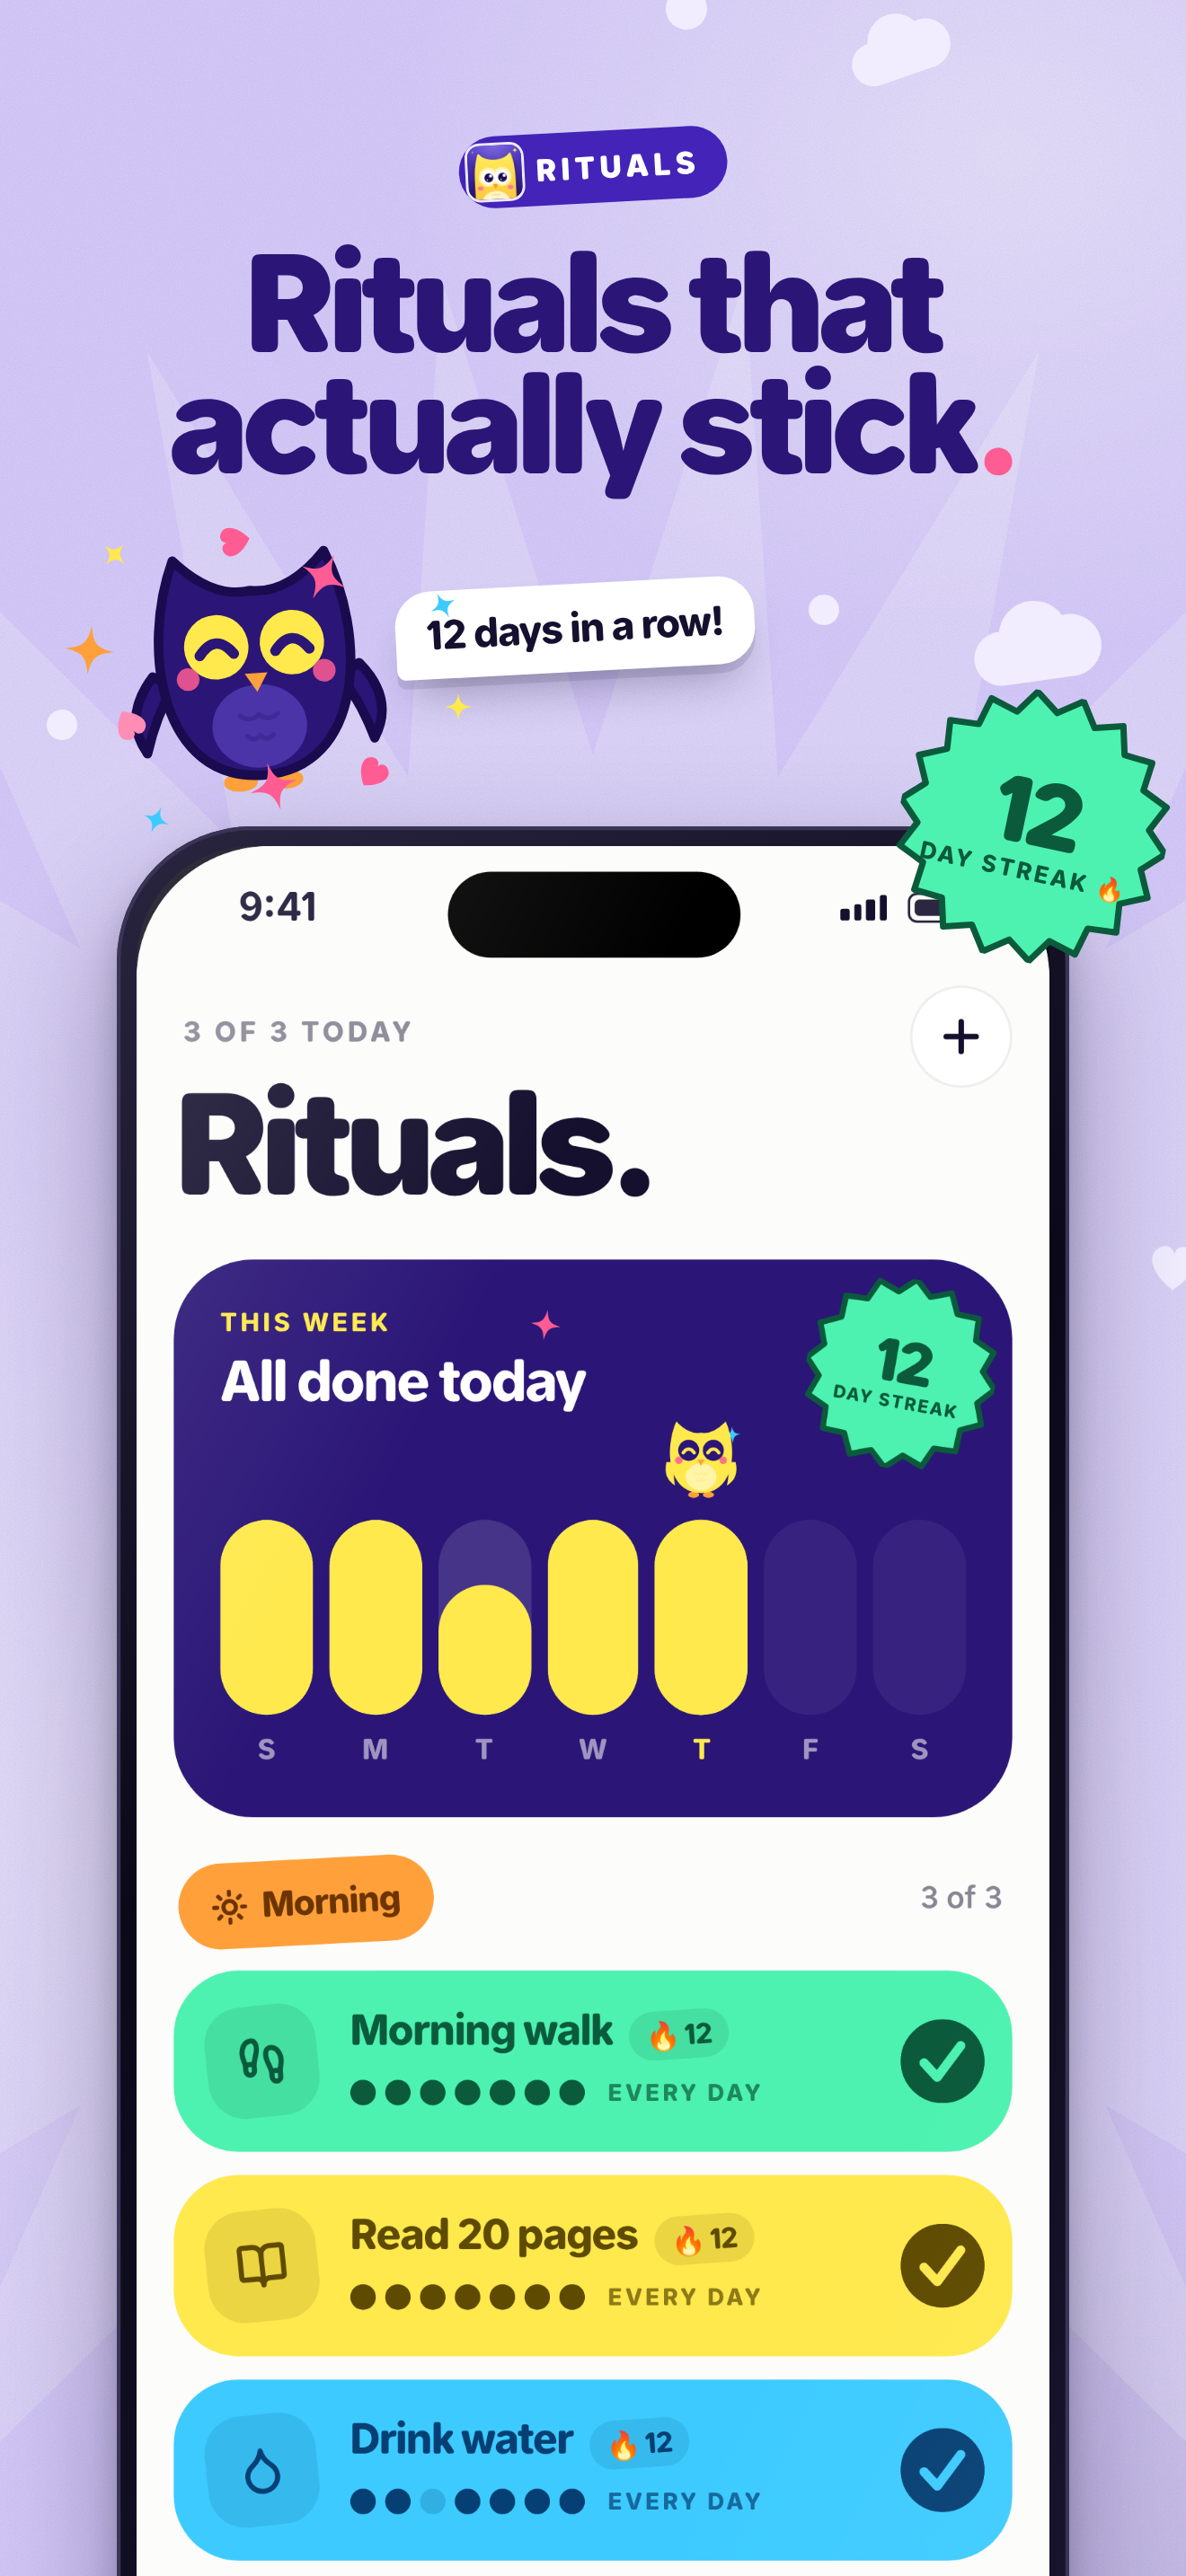 RITUALS
Rituals that
actually stick.
12 days in a row!
12
DAY STREAK 🔥
9:41
3 OF 3 TODAY
Rituals.
THIS WEEK
All done today
12
DAY STREAK
S M T W T F S
Morning
3 of 3
Morning walk 🔥 12
EVERY DAY
Read 20 pages 🔥 12
EVERY DAY
Drink water 🔥 12
EVERY DAY